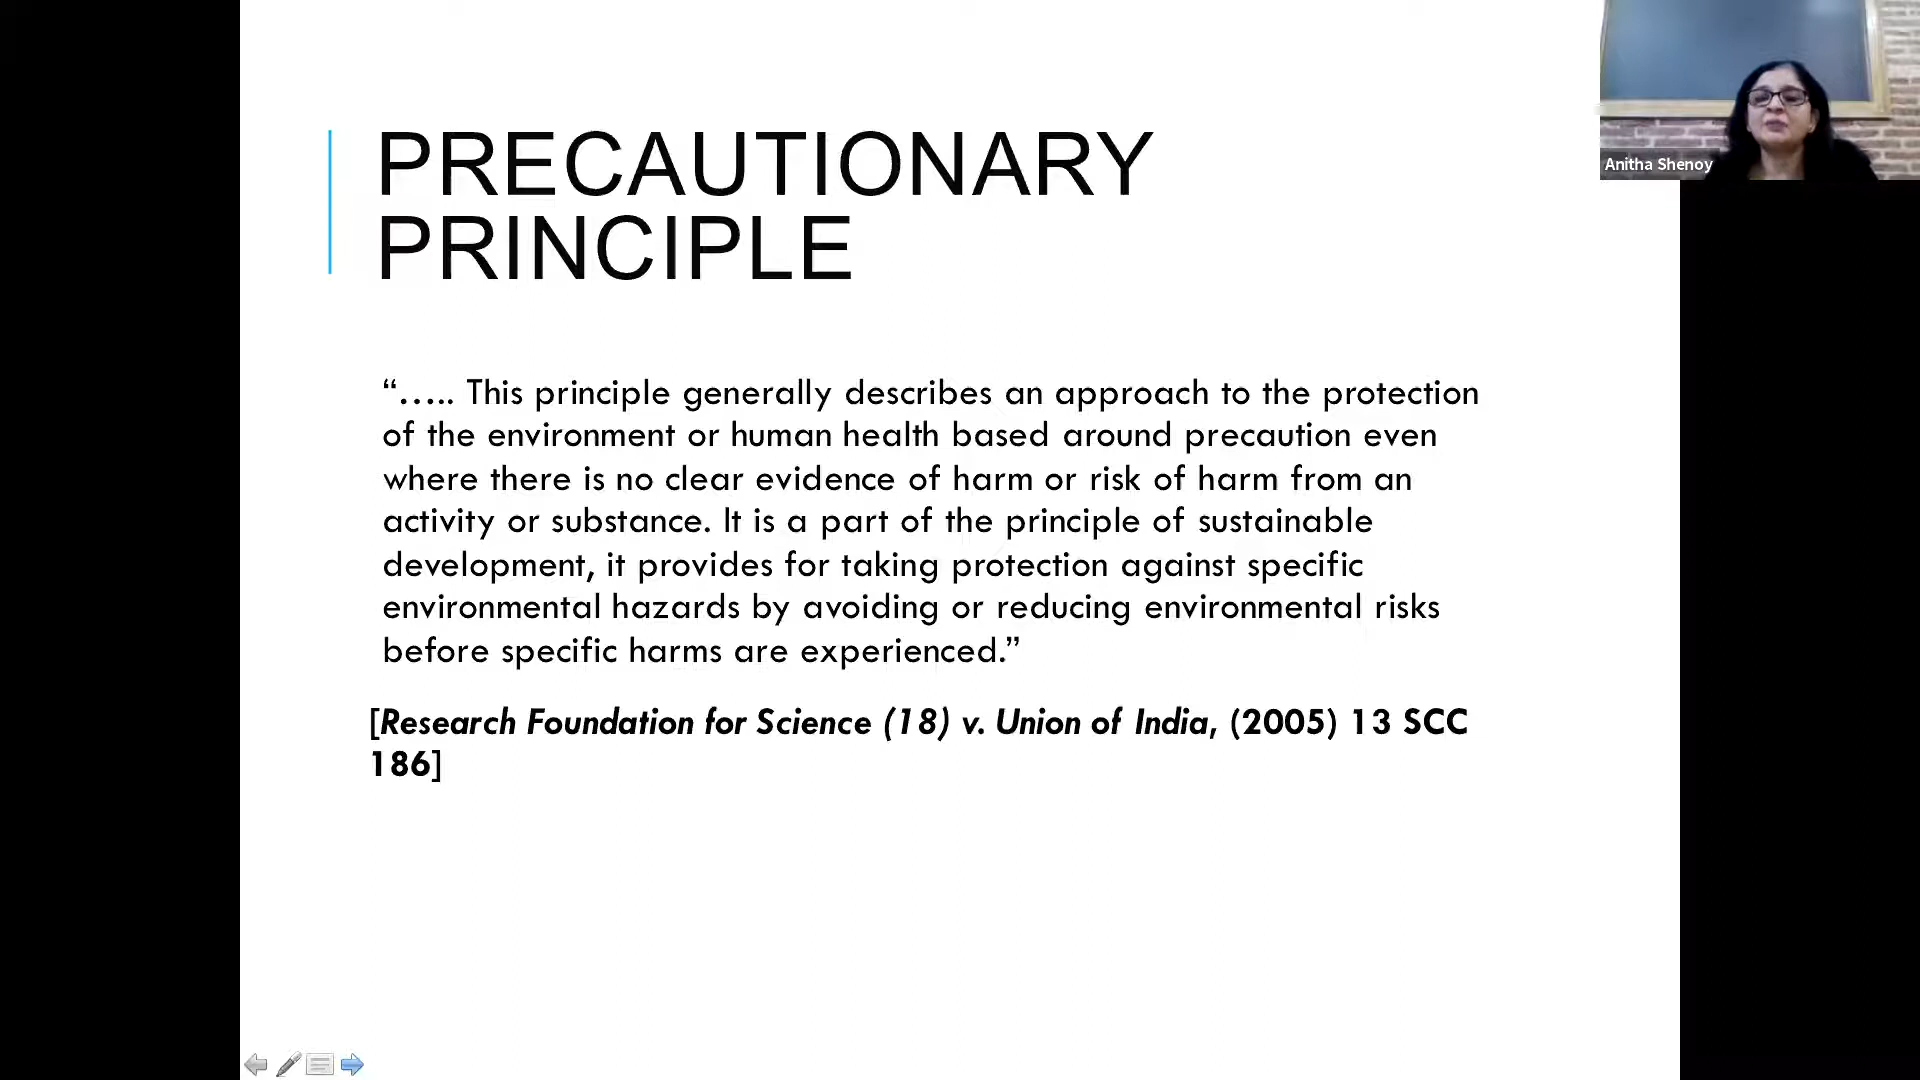 PRECAUTIONARY
PRINCIPLE
“..... This principle generally describes an approach to the protection
of the environment or human health based around precaution even
where there is no clear evidence of harm or risk of harm from an
activity or substance. It is a part of the principle of sustainable
development, it provides for taking protection against specific
environmental hazards by avoiding or reducing environmental risks
before specific harms are experienced.”
[Research Foundation for Science (18) v. Union of India, (2005) 13 SCC
186]
Anitha Shenoy